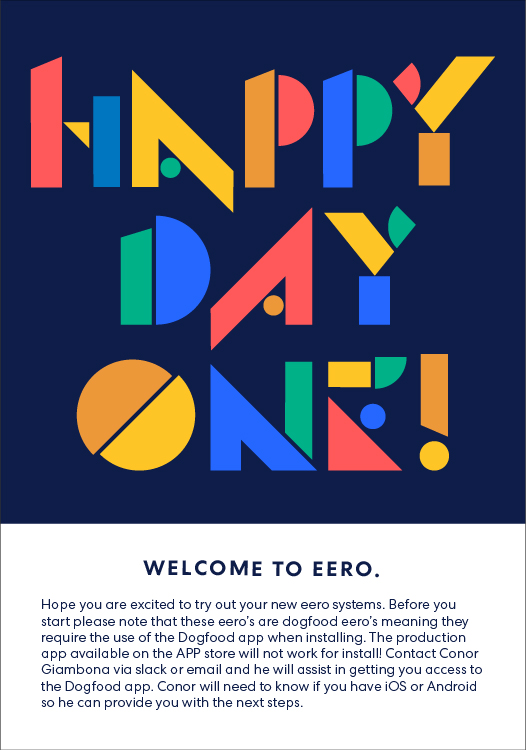 HAPPY
DAY
ONE!
WELCOME TO EERO.
Hope you are excited to try out your new eero systems. Before you
start please note that these eero's are dogfood eero's meaning they
require the use of the Dogfood app when installing. The production
app available on the APP store will not work for install! Contact Conor
Giambona via slack or email and he will assist in getting you access to
the Dogfood app. Conor will need to know if you have iOS or Android
so he can provide you with the next steps.